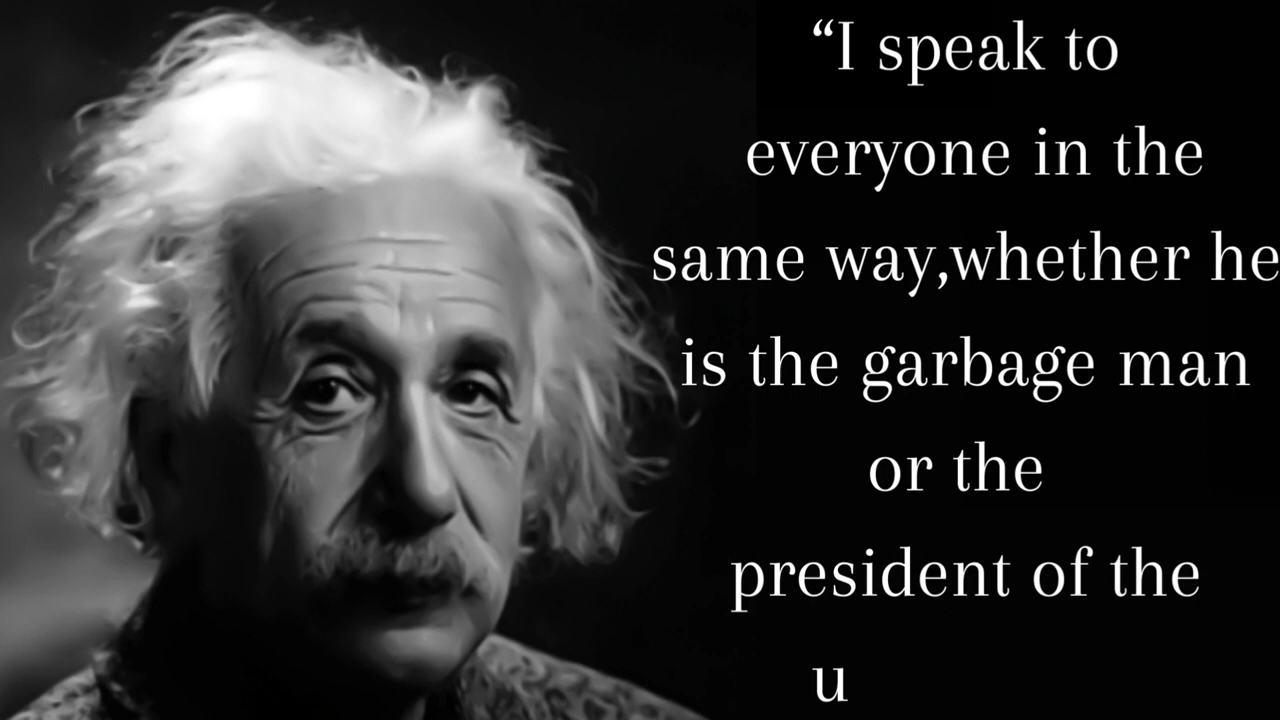 “I speak to
everyone in the
same way,whether he
is the garbage man
or the
president of the
u